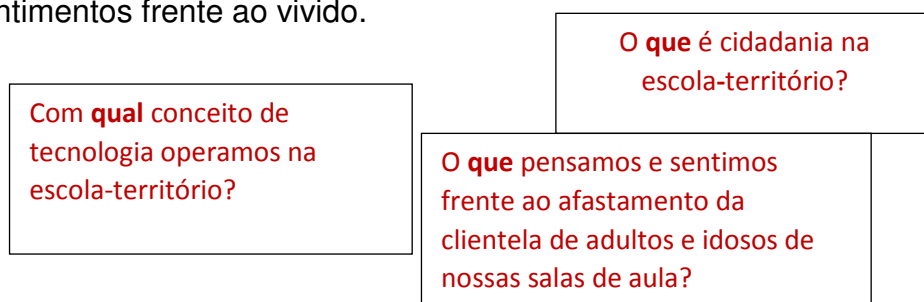 frente ao vivido.
O que é cidadania na
escola-território?
Com qual conceito de
tecnologia operamos na
escola-território?
O que pensamos e sentimos
frente ao afastamento da
clientela de adultos e idosos de
nossas salas de aula?